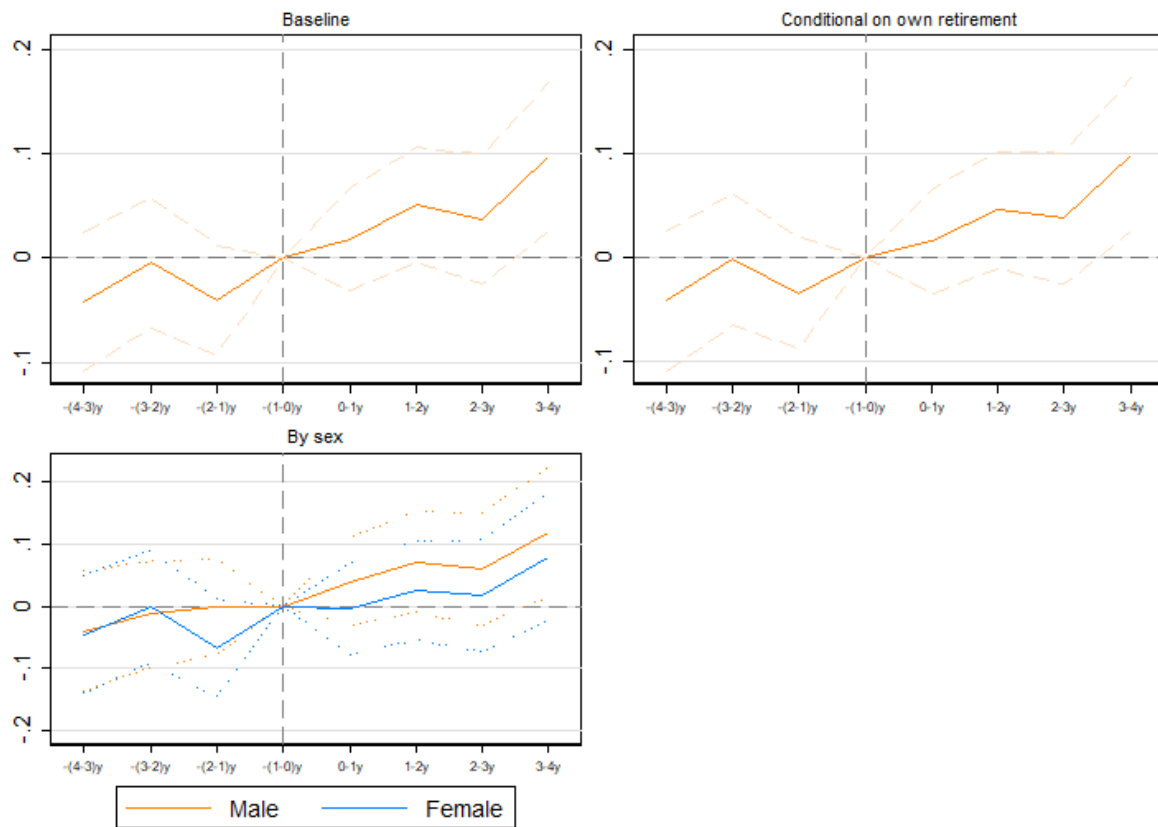 Baseline
.2
.1
0
-.1
-(4-3)y -(3-2)y -(2-1)y -(1-0)y 0-1y 1-2y 2-3y 3-4y
Conditional on own retirement
.2
.1
0
-.1
-(4-3)y -(3-2)y -(2-1)y -(1-0)y 0-1y 1-2y 2-3y 3-4y
By sex
.2
.1
0
-.1
-.2
-(4-3)y -(3-2)y -(2-1)y -(1-0)y 0-1y 1-2y 2-3y 3-4y
Male Female